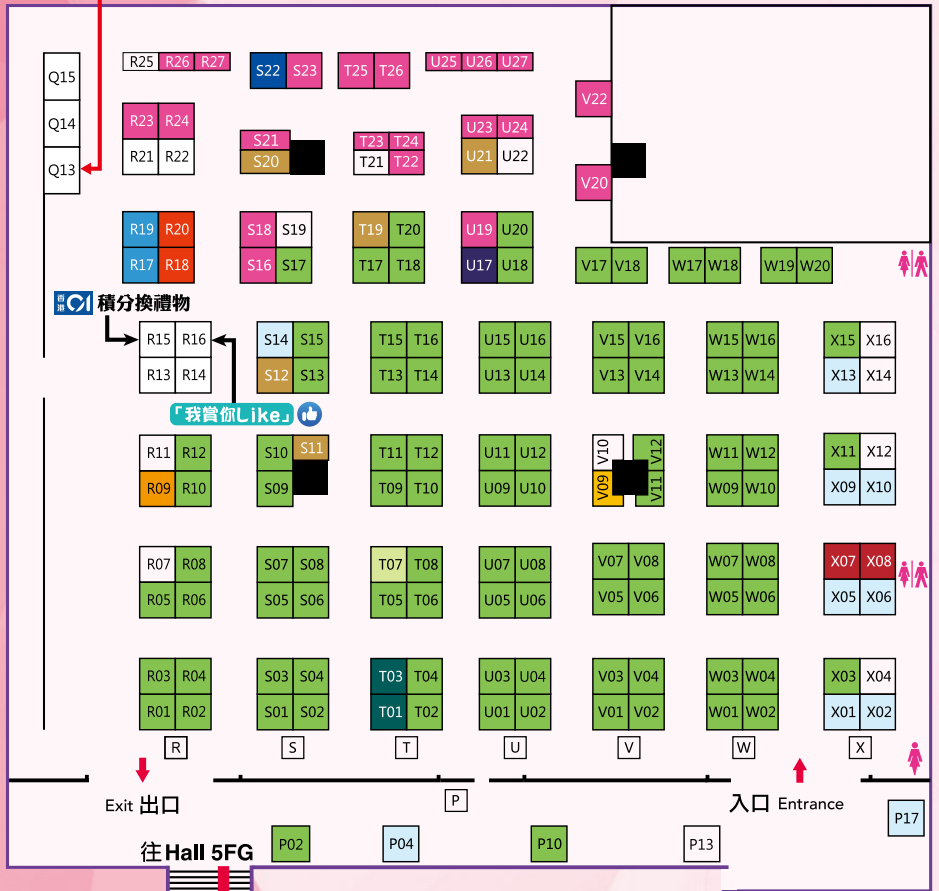 R25 R26 R27
S22 S23
T25 T26
U25 U26 U27
Q15
V22
Q14
R23 R24
S21
T23 T24
U23 U24
Q13
R21 R22
S20
T21 T22
U21 U22
V20
R19 R20
S18 S19
T19 T20
U19 U20
R17 R18
S16 S17
T17 T18
U17 U18
V17 V18
W17 W18
W19 W20
香港01 積分換禮物
R15 R16
S14 S15
T15 T16
U15 U16
V15 V16
W15 W16
X15 X16
R13 R14
S12 S13
T13 T14
U13 U14
V13 V14
W13 W14
X13 X14
「我賞你Like」
R11 R12
S10 S11
T11 T12
U11 U12
V10 V12
W11 W12
X11 X12
R09 R10
S09
T09 T10
U09 U10
V09 V11
W09 W10
X09 X10
R07 R08
S07 S08
T07 T08
U07 U08
V07 V08
W07 W08
X07 X08
R05 R06
S05 S06
T05 T06
U05 U06
V05 V06
W05 W06
X05 X06
R03 R04
S03 S04
T03 T04
U03 U04
V03 V04
W03 W04
X03 X04
R01 R02
S01 S02
T01 T02
U01 U02
V01 V02
W01 W02
X01 X02
R S T U V W X
Exit 出口
P
入口 Entrance
P17
往 Hall 5FG
P02
P04
P10
P13